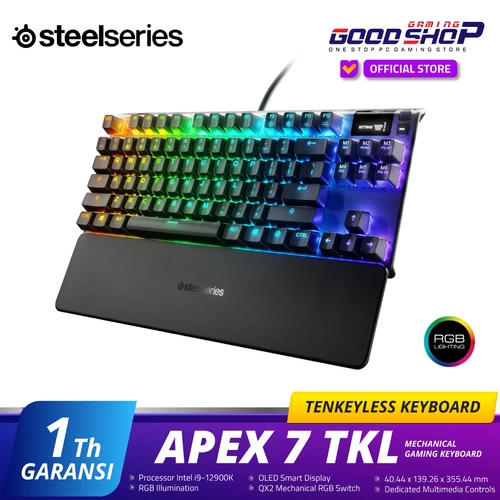 steelseries
GAMING
GOODSHOP
ONE STOP PC GAMING STORE
OFFICIAL STORE
steelseries
RGB
LIGHTING
TENKEYLESS KEYBOARD
1Th
GARANSI
APEX 7 TKL
MECHANICAL
GAMING KEYBOARD
• Processor Intel i9-12900K
• RGB Illumination
• OLED Smart Display
• QX2 Mechanical RGB Switch
• 40.44 x 139.26 x 355.44 mm
• Dedicated Multimedia Controls